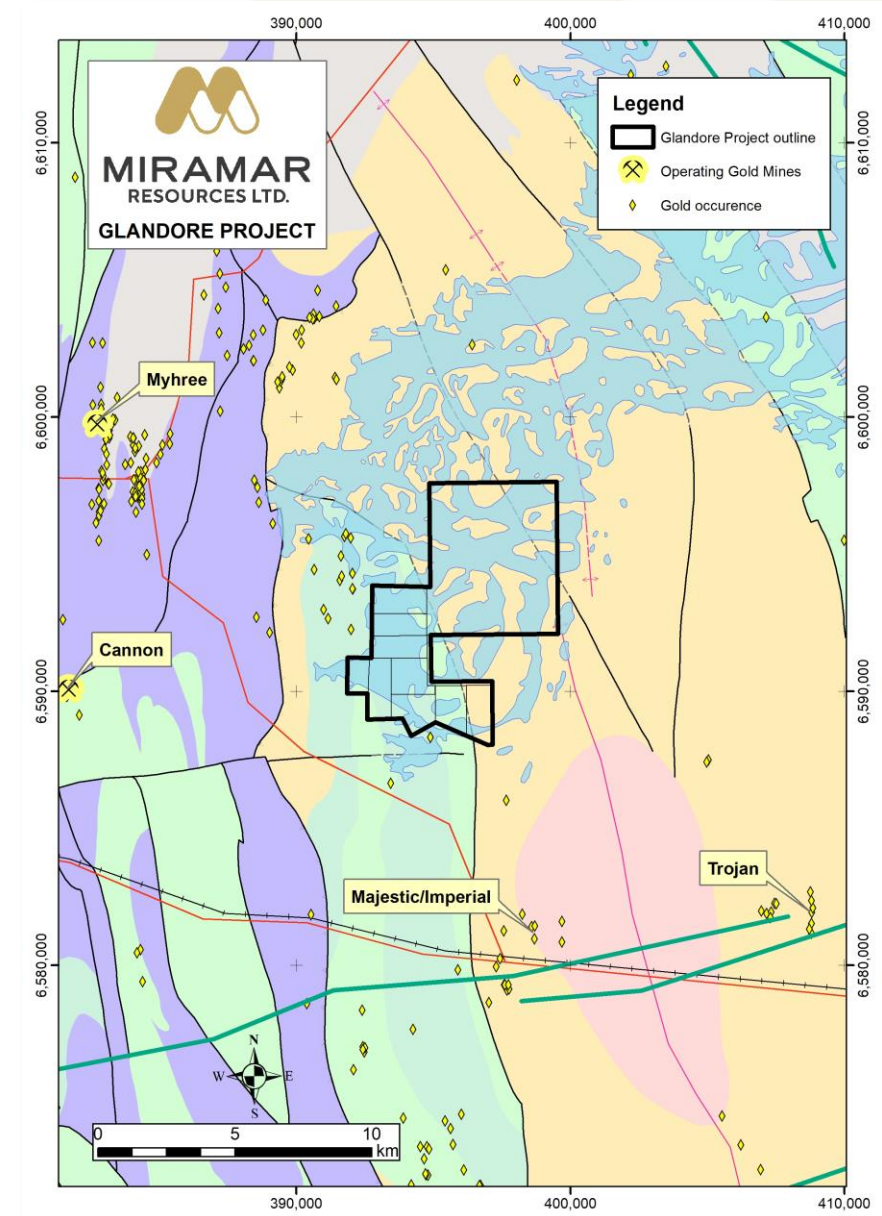 390,000
400,000
410,000
MIRAMAR
RESOURCES LTD.
GLANDORE PROJECT
Legend
Glandore Project outline
Operating Gold Mines
Gold occurence
6,610,000
6,610,000
Myhree
6,600,000
6,600,000
Cannon
6,590,000
6,590,000
Majestic/Imperial
Trojan
6,580,000
6,580,000
N
W
E
S
0
5
10
km
390,000
400,000
410,000